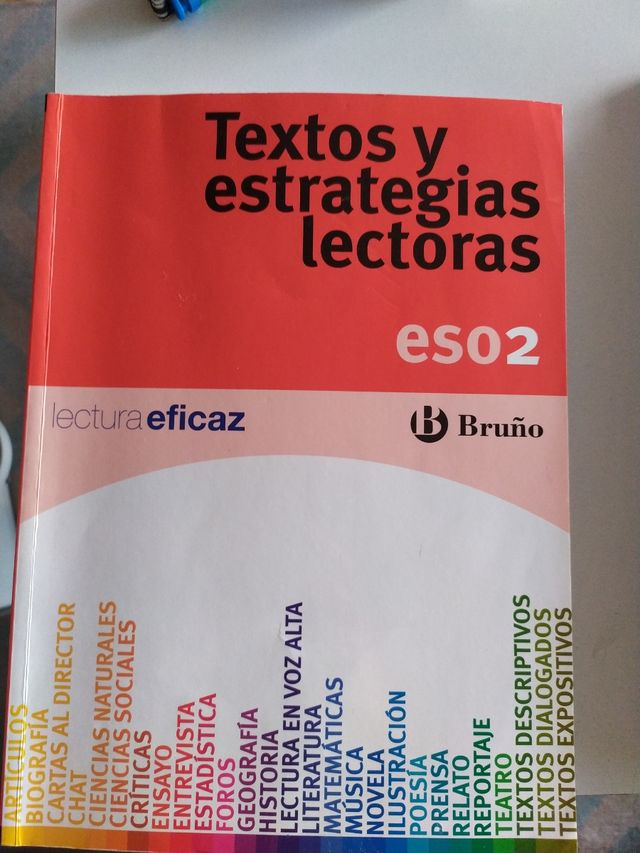 Textos y
estrategias
lectoras
eso2
lectura eficaz
B Bruño
ARTÍCULOS
BIOGRAFÍA
CARTAS AL DIRECTOR
CHAT
CIENCIAS NATURALES
CIENCIAS SOCIALES
CRÍTICAS
ENSAYO
ENTREVISTA
ESTADÍSTICA
FOROS
GEOGRAFÍA
HISTORIA
LECTURA EN VOZ ALTA
LITERATURA
MATEMÁTICAS
MÚSICA
NOVELA
ILUSTRACIÓN
POESÍA
PRENSA
RELATO
REPORTAJE
TEATRO
TEXTOS DESCRIPTIVOS
TEXTOS DIALOGADOS
TEXTOS EXPOSITIVOS